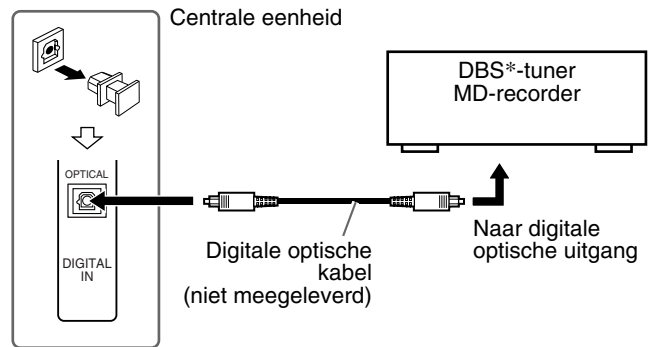 Centrale eenheid
DBS*-tuner
MD-recorder
OPTICAL
DIGITAL
IN
Digitale optische
kabel
(niet meegeleverd)
Naar digitale
optische uitgang